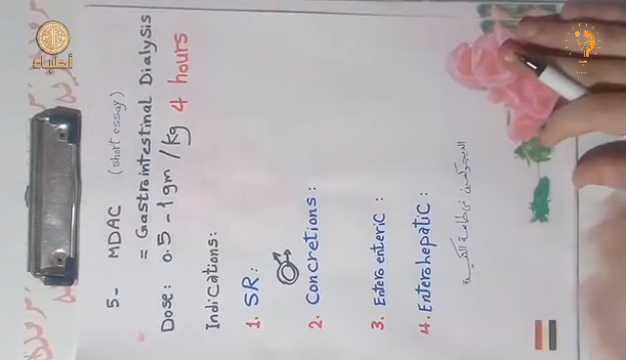 أطباء
5- MDAC (short essay)
= Gastrointestinal Dialysis
Dose: 0.5 - 1 gm / kg 4 hours
Indications:
1. SR:
2. Concretions:
3. Enteroenteric:
4. Enterohepatic: